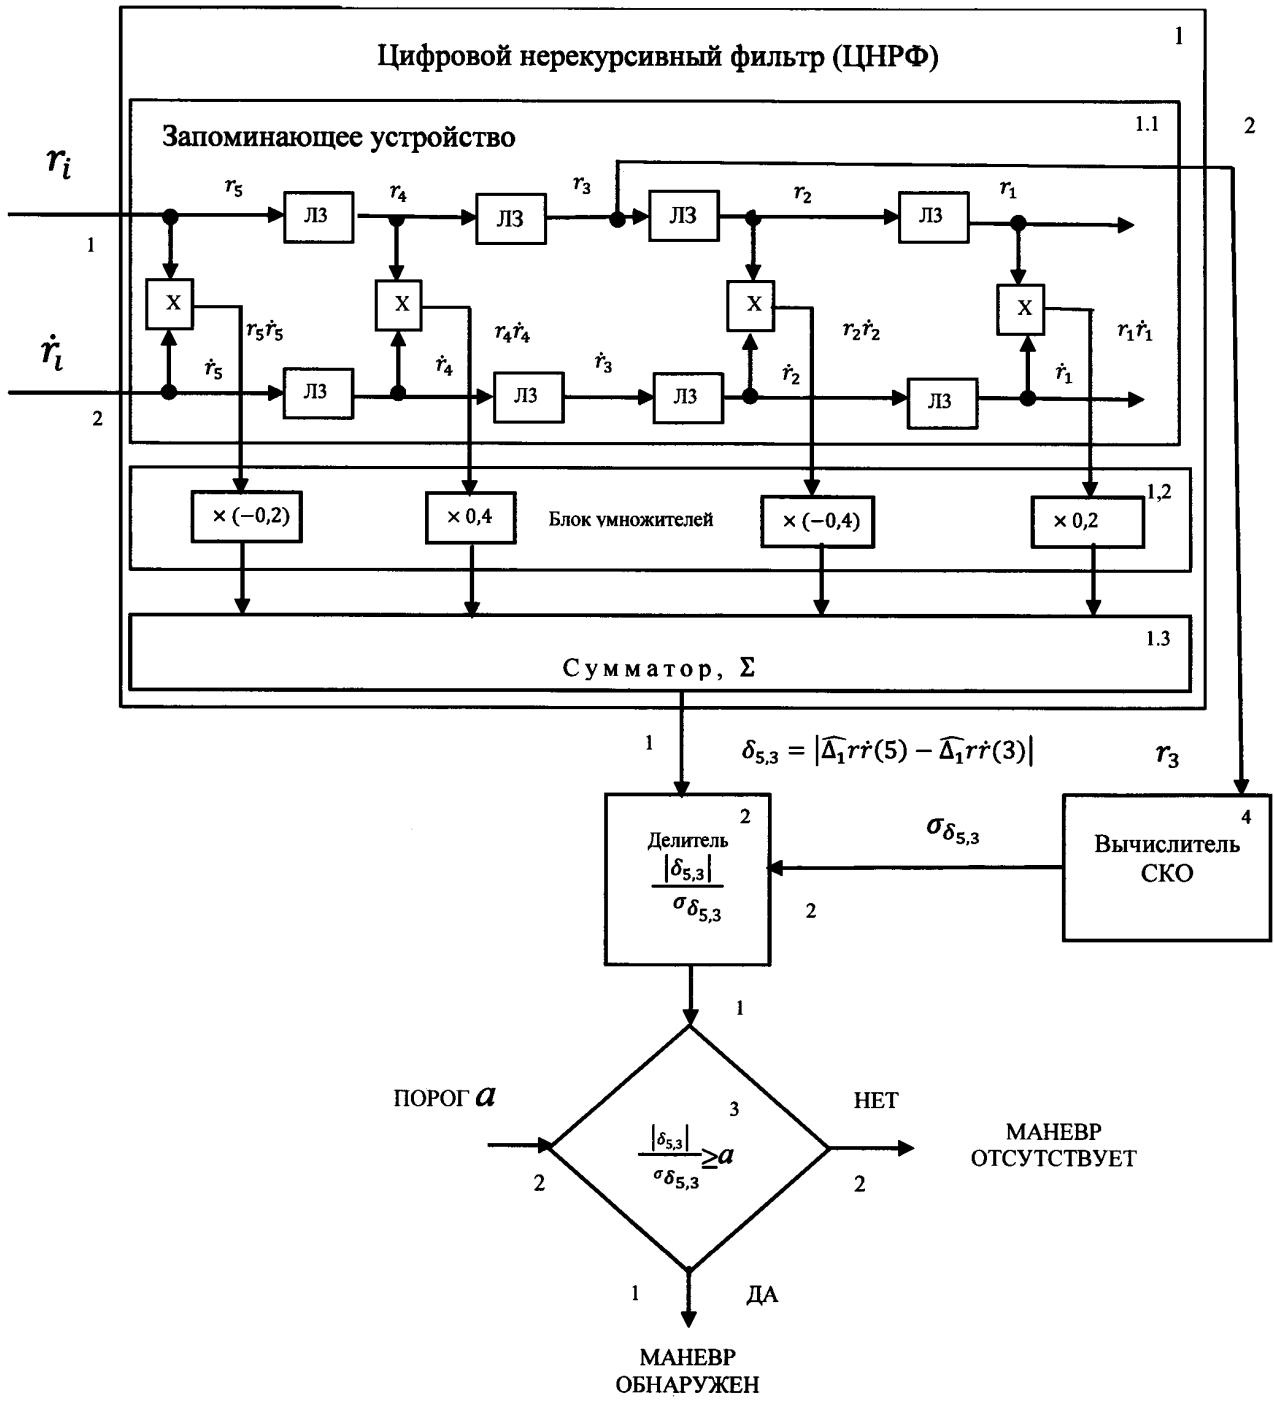 1
Цифровой нерекурсивный фильтр (ЦНРФ)
1.1
2
Запоминающее устройство
rᵢ
r₅ ЛЗ r₄ ЛЗ r₃ ЛЗ r₂ ЛЗ r₁
1
X X X X
r₅ṙ₅ r₄ṙ₄ r₂ṙ₂ r₁ṙ₁
ṙᵢ
ṙ₅ ЛЗ ṙ₄ ЛЗ ṙ₃ ЛЗ ṙ₂ ЛЗ ṙ₁
2
1,2
× (−0,2) × 0,4 Блок умножителей × (−0,4) × 0,2
1.3
Сумматор, Σ
1 δ₅,₃ = |Δ̂₁rṙ(5) − Δ̂₁rṙ(3)| r₃
2
Делитель
|δ₅,₃|
σδ₅,₃
σδ₅,₃
2
4
Вычислитель
СКО
1
ПОРОГ a
2
3
|δ₅,₃|
σδ₅,₃ ≥a
НЕТ
2
МАНЕВР
ОТСУТСТВУЕТ
1 ДА
МАНЕВР
ОБНАРУЖЕН